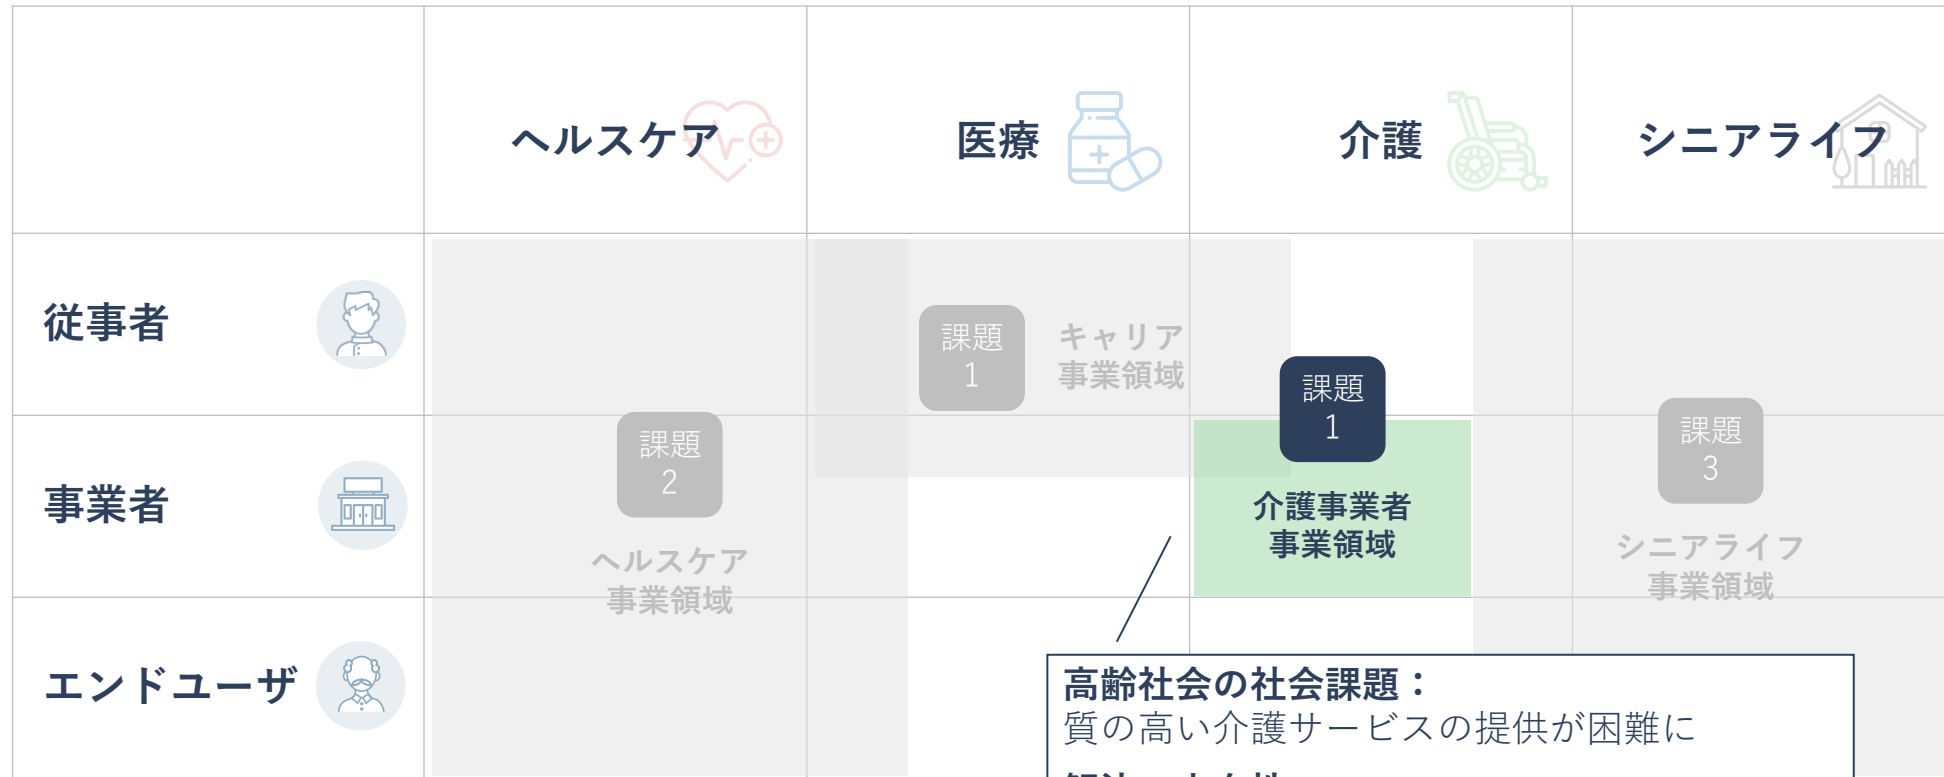 ヘルスケア
医療
介護
シニアライフ
従事者
課題
1
キャリア
事業領域
課題
1
事業者
課題
2
ヘルスケア
事業領域
介護事業者
事業領域
課題
3
シニアライフ
事業領域
エンドユーザ
高齢社会の社会課題：
質の高い介護サービスの提供が困難に